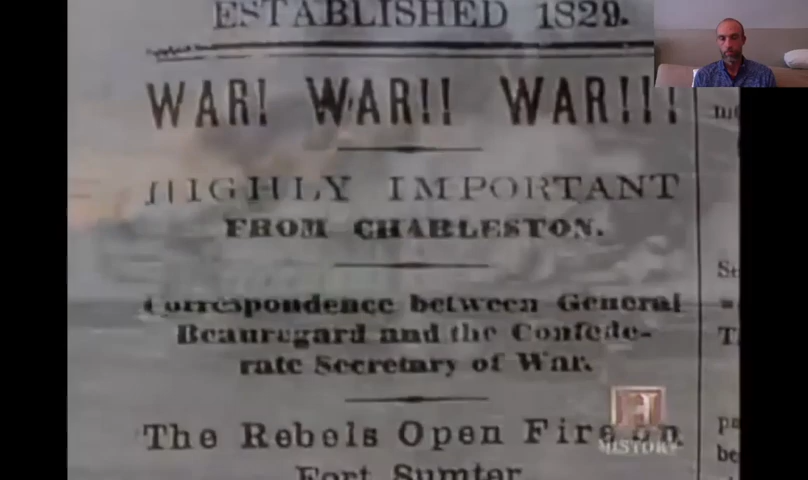 ESTABLISHED 1829.
WAR! WAR!! WAR!!!
HIGHLY IMPORTANT
FROM CHARLESTON.
Correspondence between General
Beauregard and the Confede-
rate Secretary of War.
The Rebels Open Fire on
Fort Sumter
H
HISTORY